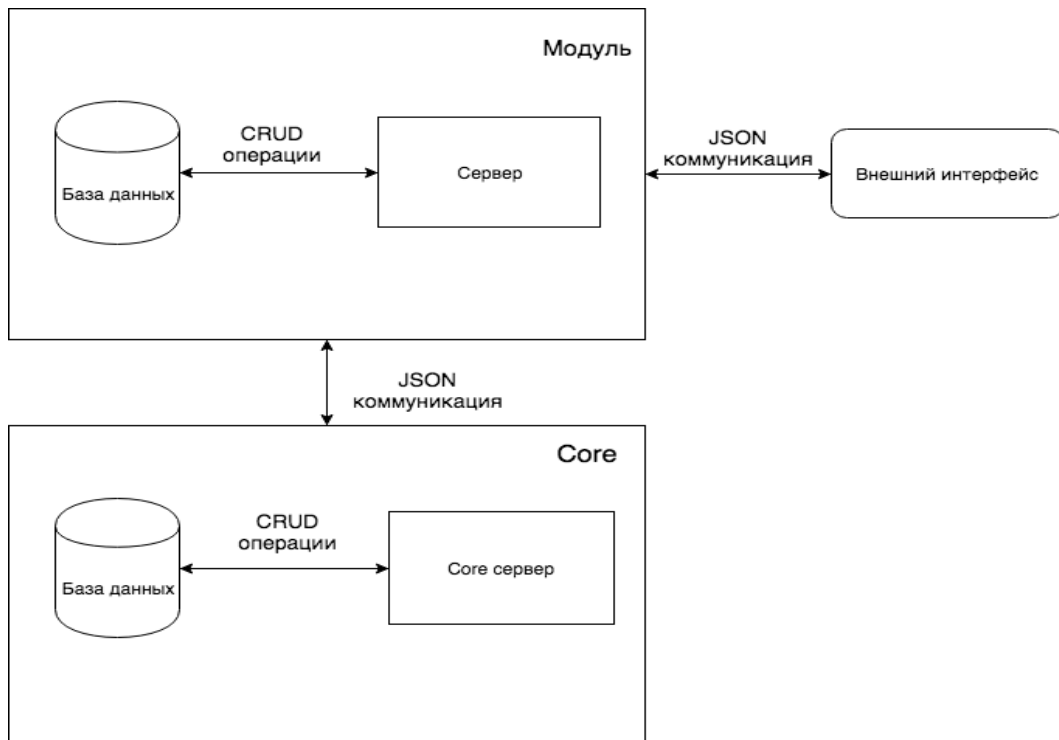 Модуль
CRUD
операции
База данных
Сервер
JSON
коммуникация
Внешний интерфейс
JSON
коммуникация
Core
CRUD
операции
База данных
Core сервер